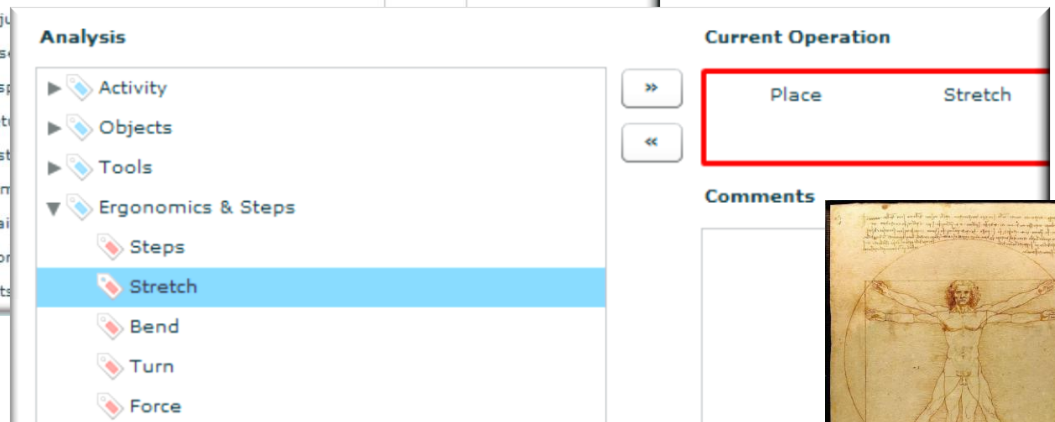 Analysis
Activity
Objects
Tools
Ergonomics & Steps
Steps
Stretch
Bend
Turn
Force
»
«
Current Operation
Place Stretch
Comments